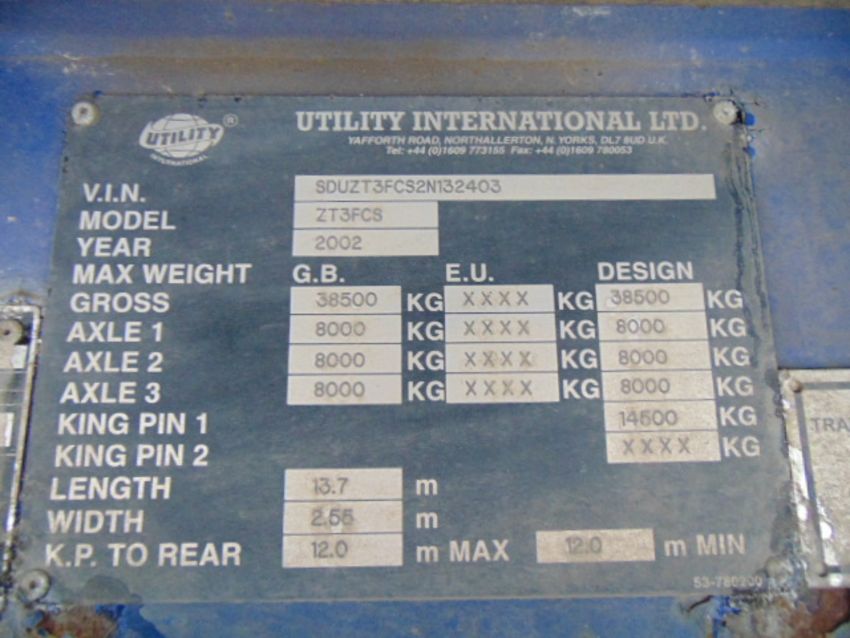 UTILITY ®
INTERNATIONAL
UTILITY INTERNATIONAL LTD.
YAFFORTH ROAD, NORTHALLERTON, N. YORKS, DL7 8UD U.K.
Tel: +44 (0)1609 773155 Fax: +44 (0)1609 780053
V.I.N. SDUZT3FCS2N132403
MODEL ZT3FCS
YEAR 2002
MAX WEIGHT G.B. E.U. DESIGN
GROSS 38500 KG XXXX KG 38500 KG
AXLE 1 8000 KG XXXX KG 8000 KG
AXLE 2 8000 KG XXXX KG 8000 KG
AXLE 3 8000 KG XXXX KG 8000 KG
KING PIN 1 14500 KG
KING PIN 2 XXXX KG
LENGTH 13.7 m
WIDTH 2.55 m
K.P. TO REAR 12.0 m MAX 12.0 m MIN
53-780200